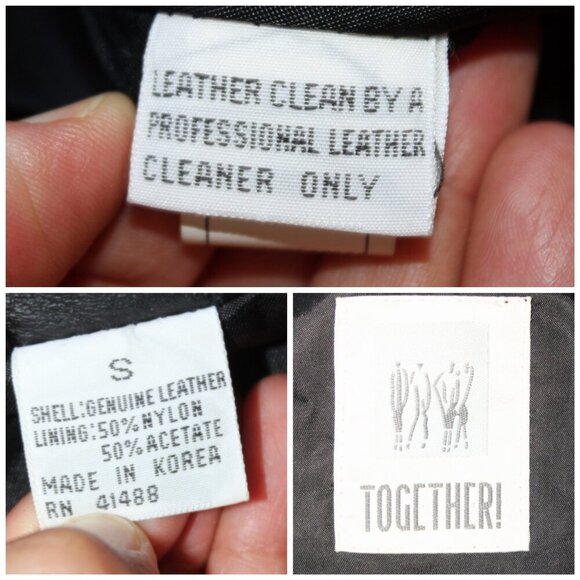 LEATHER CLEAN BY A
PROFESSIONAL LEATHER
CLEANER ONLY
S
SHELL:GENUINE LEATHER
LINING:50% NYLON
50% ACETATE
MADE IN KOREA
RN 41488
TOGETHER!